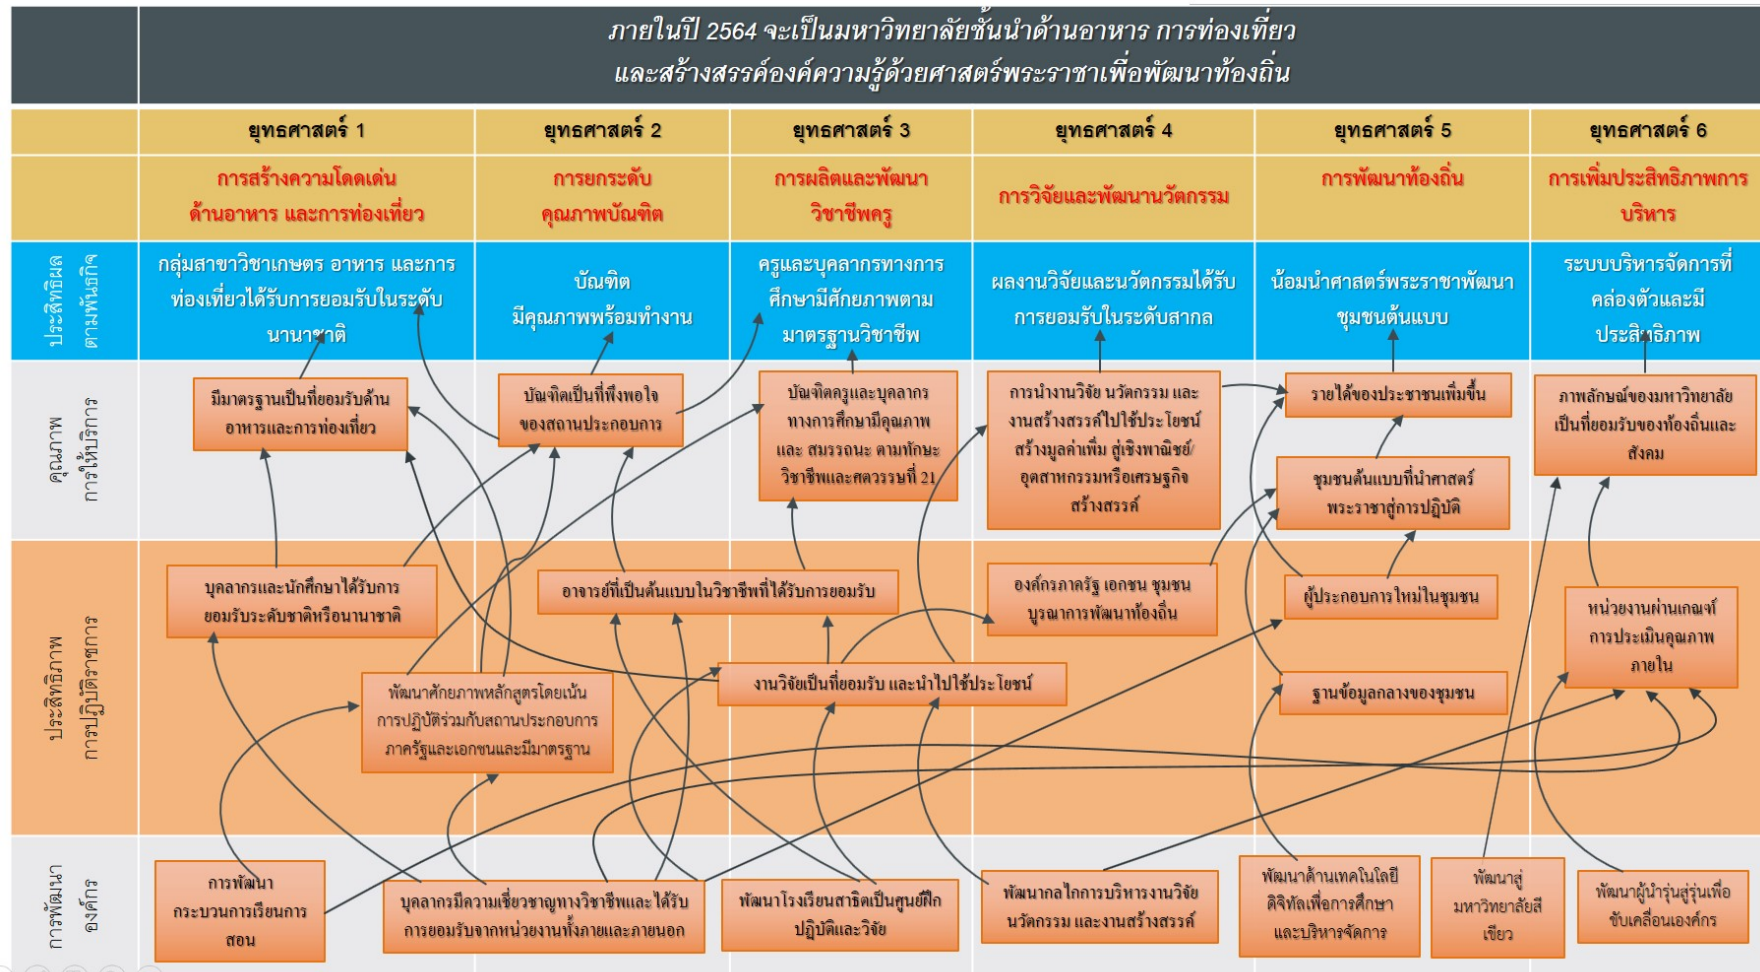 ภายในปี 2564 จะเป็นมหาวิทยาลัยชั้นนำด้านอาหาร การท่องเที่ยว
และสร้างสรรค์องค์ความรู้ด้วยศาสตร์พระราชาเพื่อพัฒนาท้องถิ่น
ยุทธศาสตร์ 1
ยุทธศาสตร์ 2
ยุทธศาสตร์ 3
ยุทธศาสตร์ 4
ยุทธศาสตร์ 5
ยุทธศาสตร์ 6
การสร้างความโดดเด่น
ด้านอาหาร และการท่องเที่ยว
การยกระดับ
คุณภาพบัณฑิต
การผลิตและพัฒนา
วิชาชีพครู
การวิจัยและพัฒนานวัตกรรม
การพัฒนาท้องถิ่น
การเพิ่มประสิทธิภาพการ
บริหาร
ประสิทธิผล
ตามพันธกิจ
กลุ่มสาขาวิชาเกษตร อาหาร และการ
ท่องเที่ยวได้รับการยอมรับในระดับ
นานาชาติ
บัณฑิต
มีคุณภาพพร้อมทำงาน
ครูและบุคลากรทางการ
ศึกษามีศักยภาพตาม
มาตรฐานวิชาชีพ
ผลงานวิจัยและนวัตกรรมได้รับ
การยอมรับในระดับสากล
น้อมนำศาสตร์พระราชาพัฒนา
ชุมชนต้นแบบ
ระบบบริหารจัดการที่
คล่องตัวและมี
ประสิทธิภาพ
คุณภาพ
การให้บริการ
มีมาตรฐานเป็นที่ยอมรับด้าน
อาหารและการท่องเที่ยว
บัณฑิตเป็นที่พึงพอใจ
ของสถานประกอบการ
บัณฑิตครูและบุคลากร
ทางการศึกษามีคุณภาพ
และ สมรรถนะ ตามทักษะ
วิชาชีพและศตวรรษที่ 21
การนำงานวิจัย นวัตกรรม และ
งานสร้างสรรค์ไปใช้ประโยชน์
สร้างมูลค่าเพิ่ม สู่เชิงพาณิชย์/
อุตสาหกรรมหรือเศรษฐกิจ
สร้างสรรค์
รายได้ของประชาชนเพิ่มขึ้น
ชุมชนต้นแบบที่นำศาสตร์
พระราชาสู่การปฏิบัติ
ภาพลักษณ์ของมหาวิทยาลัย
เป็นที่ยอมรับของท้องถิ่นและ
สังคม
ประสิทธิภาพ
การปฏิบัติราชการ
บุคลากรและนักศึกษาได้รับการ
ยอมรับระดับชาติหรือนานาชาติ
อาจารย์ที่เป็นต้นแบบในวิชาชีพที่ได้รับการยอมรับ
องค์กรภาครัฐ เอกชน ชุมชน
บูรณาการพัฒนาท้องถิ่น
ผู้ประกอบการใหม่ในชุมชน
หน่วยงานผ่านเกณฑ์
การประเมินคุณภาพ
ภายใน
พัฒนาศักยภาพหลักสูตรโดยเน้น
การปฏิบัติร่วมกับสถานประกอบการ
ภาครัฐและเอกชนและมีมาตรฐาน
งานวิจัยเป็นที่ยอมรับ และนำไปใช้ประโยชน์
ฐานข้อมูลกลางของชุมชน
การพัฒนา
องค์กร
การพัฒนา
กระบวนการเรียนการ
สอน
บุคลากรมีความเชี่ยวชาญทางวิชาชีพและได้รับ
การยอมรับจากหน่วยงานทั้งภายและภายนอก
พัฒนาโรงเรียนสาธิตเป็นศูนย์ฝึก
ปฏิบัติและวิจัย
พัฒนากลไกการบริหารงานวิจัย
นวัตกรรม และงานสร้างสรรค์
พัฒนาด้านเทคโนโลยี
ดิจิทัลเพื่อการศึกษา
และบริหารจัดการ
พัฒนาสู่
มหาวิทยาลัยสี
เขียว
พัฒนาผู้นำรุ่นสู่รุ่นเพื่อ
ขับเคลื่อนองค์กร